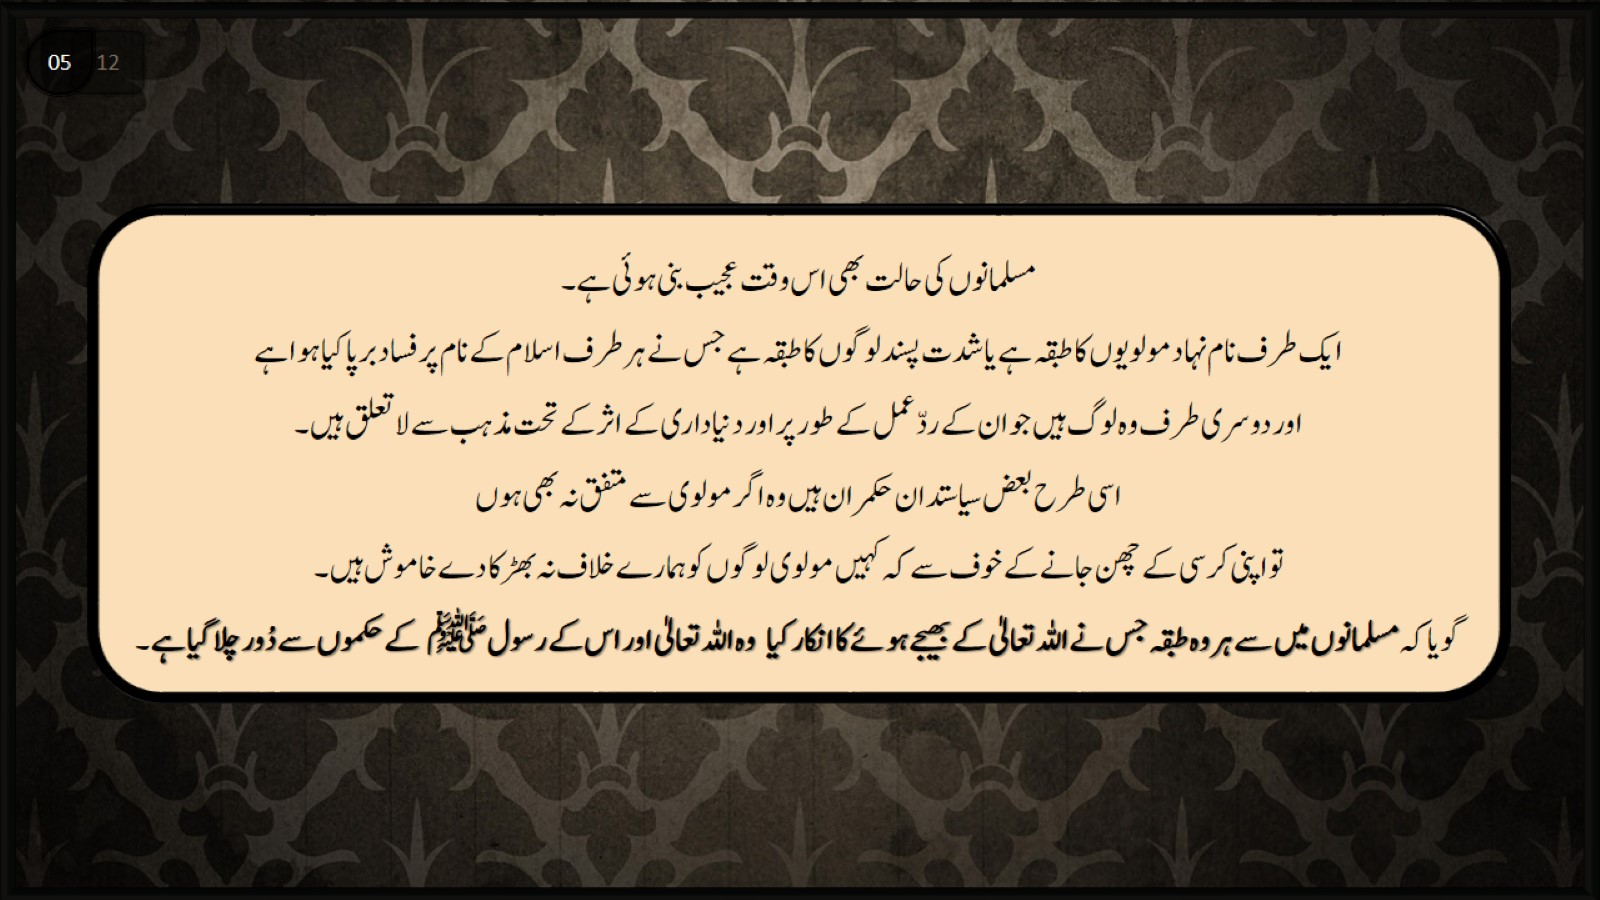 05 12
مسلمانوں کی حالت بھی اس وقت عجیب بنی ہوئی ہے۔
ایک طرف نام نہاد مولویوں کا طبقہ ہے یا شدت پسند لوگوں کا طبقہ ہے جس نے ہر طرف اسلام کے نام پر فساد برپا کیا ہوا ہے
اور دوسری طرف وہ لوگ ہیں جو ان کے ردّ عمل کے طور پر اور دنیاداری کے اثر کے تحت مذہب سے لا تعلق ہیں۔
اسی طرح بعض سیاستدان حکمران ہیں وہ اگر مولوی سے متفق نہ بھی ہوں
تو اپنی کرسی کے چھن جانے کے خوف سے کہ کہیں مولوی لوگوں کو ہمارے خلاف نہ بھڑکا دے خاموش ہیں۔
گویا کہ مسلمانوں میں سے ہر وہ طبقہ جس نے اللہ تعالیٰ کے بھیجے ہوئے کا انکار کیا وہ اللہ تعالیٰ اور اس کے رسول ﷺ کے حکموں سے دُور چلا گیا ہے۔